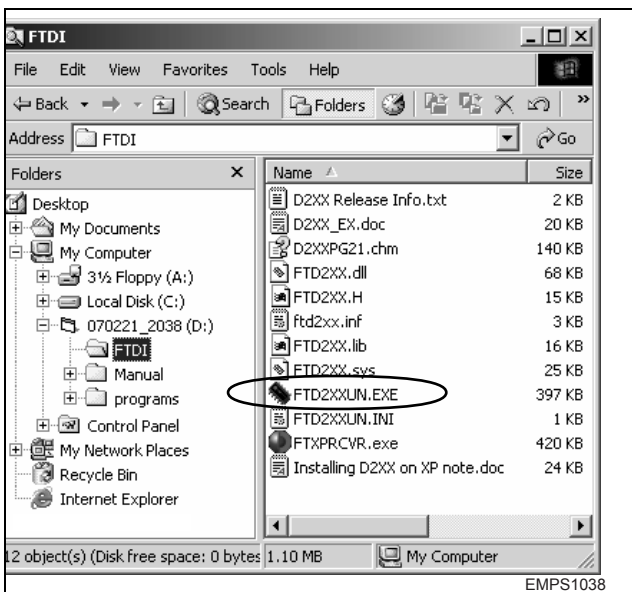 FTDI
File Edit View Favorites Tools Help
Back Search Folders »
Address FTDI Go
Folders x Name Size
Desktop
My Documents
My Computer
3½ Floppy (A:)
Local Disk (C:)
070221_2038 (D:)
FTDI
Manual
programs
Control Panel
My Network Places
Recycle Bin
Internet Explorer
D2XX Release Info.txt 2 KB
D2XX_EX.doc 20 KB
D2XXPG21.chm 140 KB
FTD2XX.dll 68 KB
FTD2XX.H 15 KB
ftd2xx.inf 3 KB
FTD2XX.lib 16 KB
FTD2XX.sys 25 KB
FTD2XXUN.EXE 397 KB
FTD2XXUN.INI 1 KB
FTXPRCVR.exe 420 KB
Installing D2XX on XP note.doc 24 KB
12 object(s) (Disk free space: 0 bytes 1.10 MB My Computer
EMPS1038